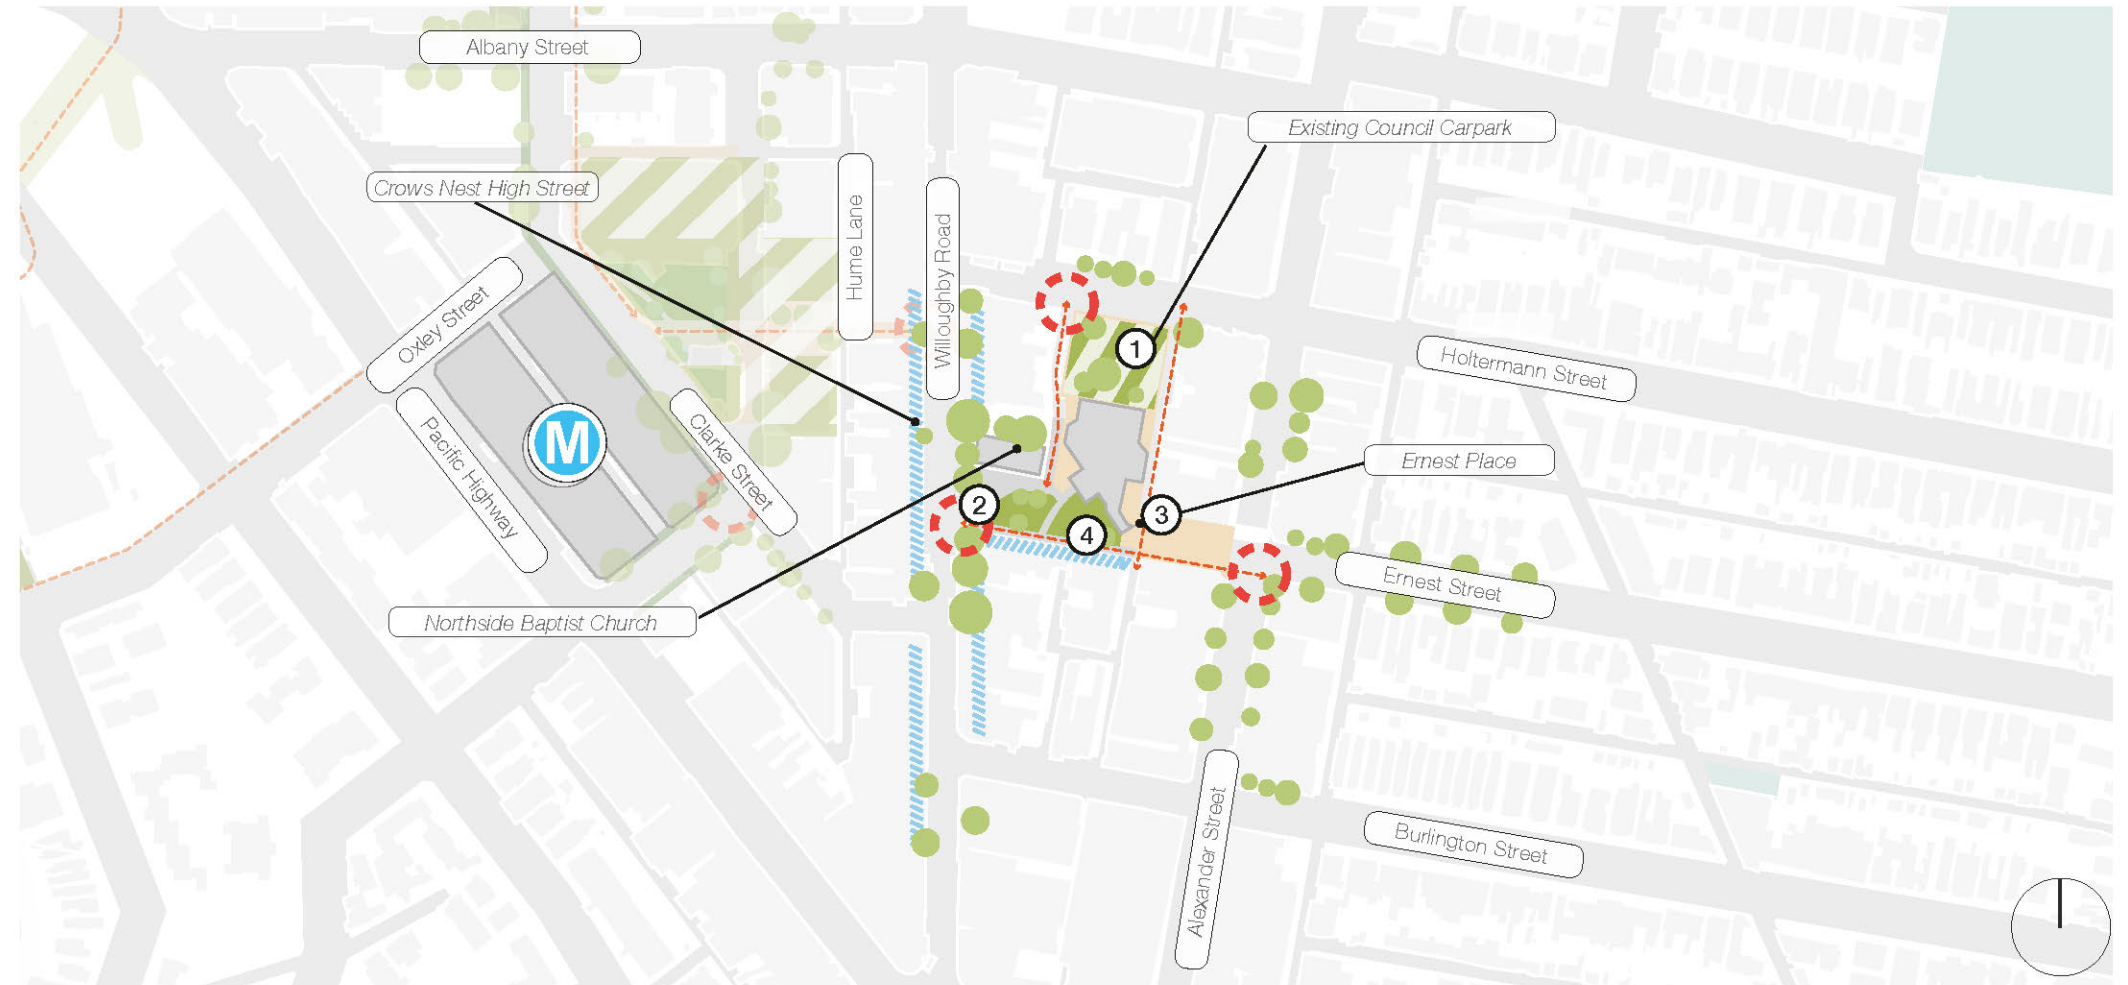 Albany Street
Existing Council Carpark
Crows Nest High Street
Hume Lane
Willoughby Road
Oxley Street
1
Holtermann Street
M
Pacific Highway
Clarke Street
Ernest Place
2
3
4
Ernest Street
Northside Baptist Church
Alexander Street
Burlington Street